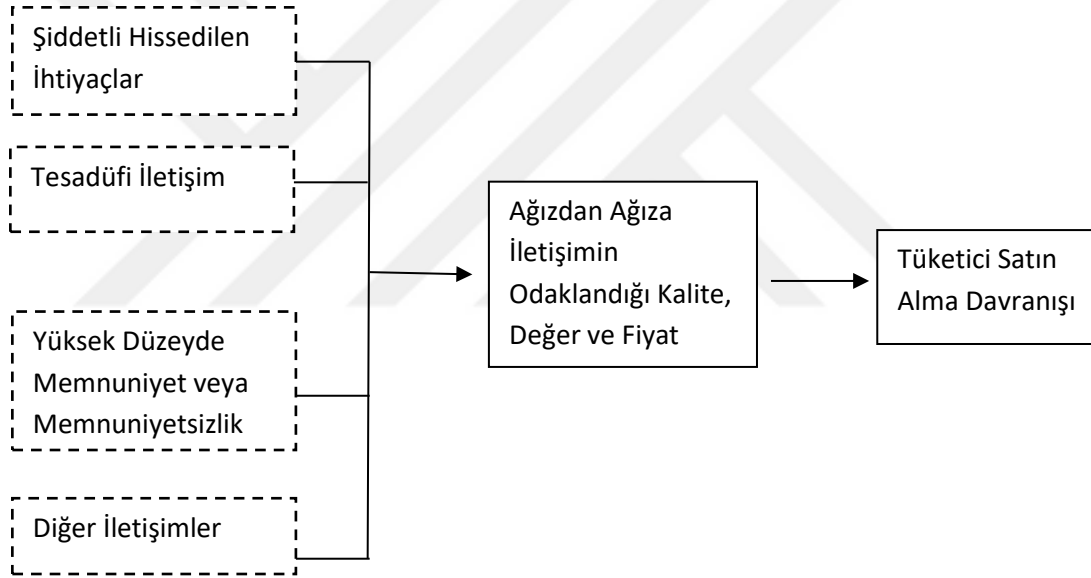 Şiddetli Hissedilen
İhtiyaçlar
Tesadüfi İletişim
Yüksek Düzeyde
Memnuniyet veya
Memnuniyetsizlik
Diğer İletişimler
Ağızdan Ağıza
İletişimin
Odaklandığı Kalite,
Değer ve Fiyat
Tüketici Satın
Alma Davranışı